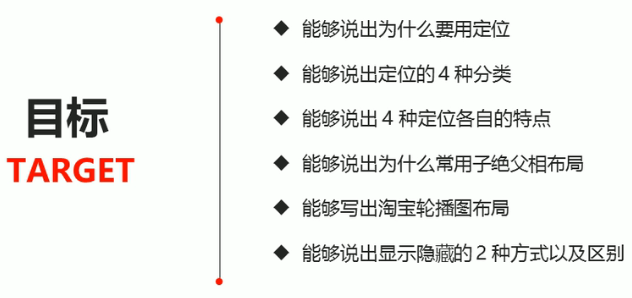 目标
TARGET
能够说出为什么要用定位
能够说出定位的4种分类
能够说出4种定位各自的特点
能够说出为什么常用子绝父相布局
能够写出淘宝轮播图布局
能够说出显示隐藏的2种方式以及区别